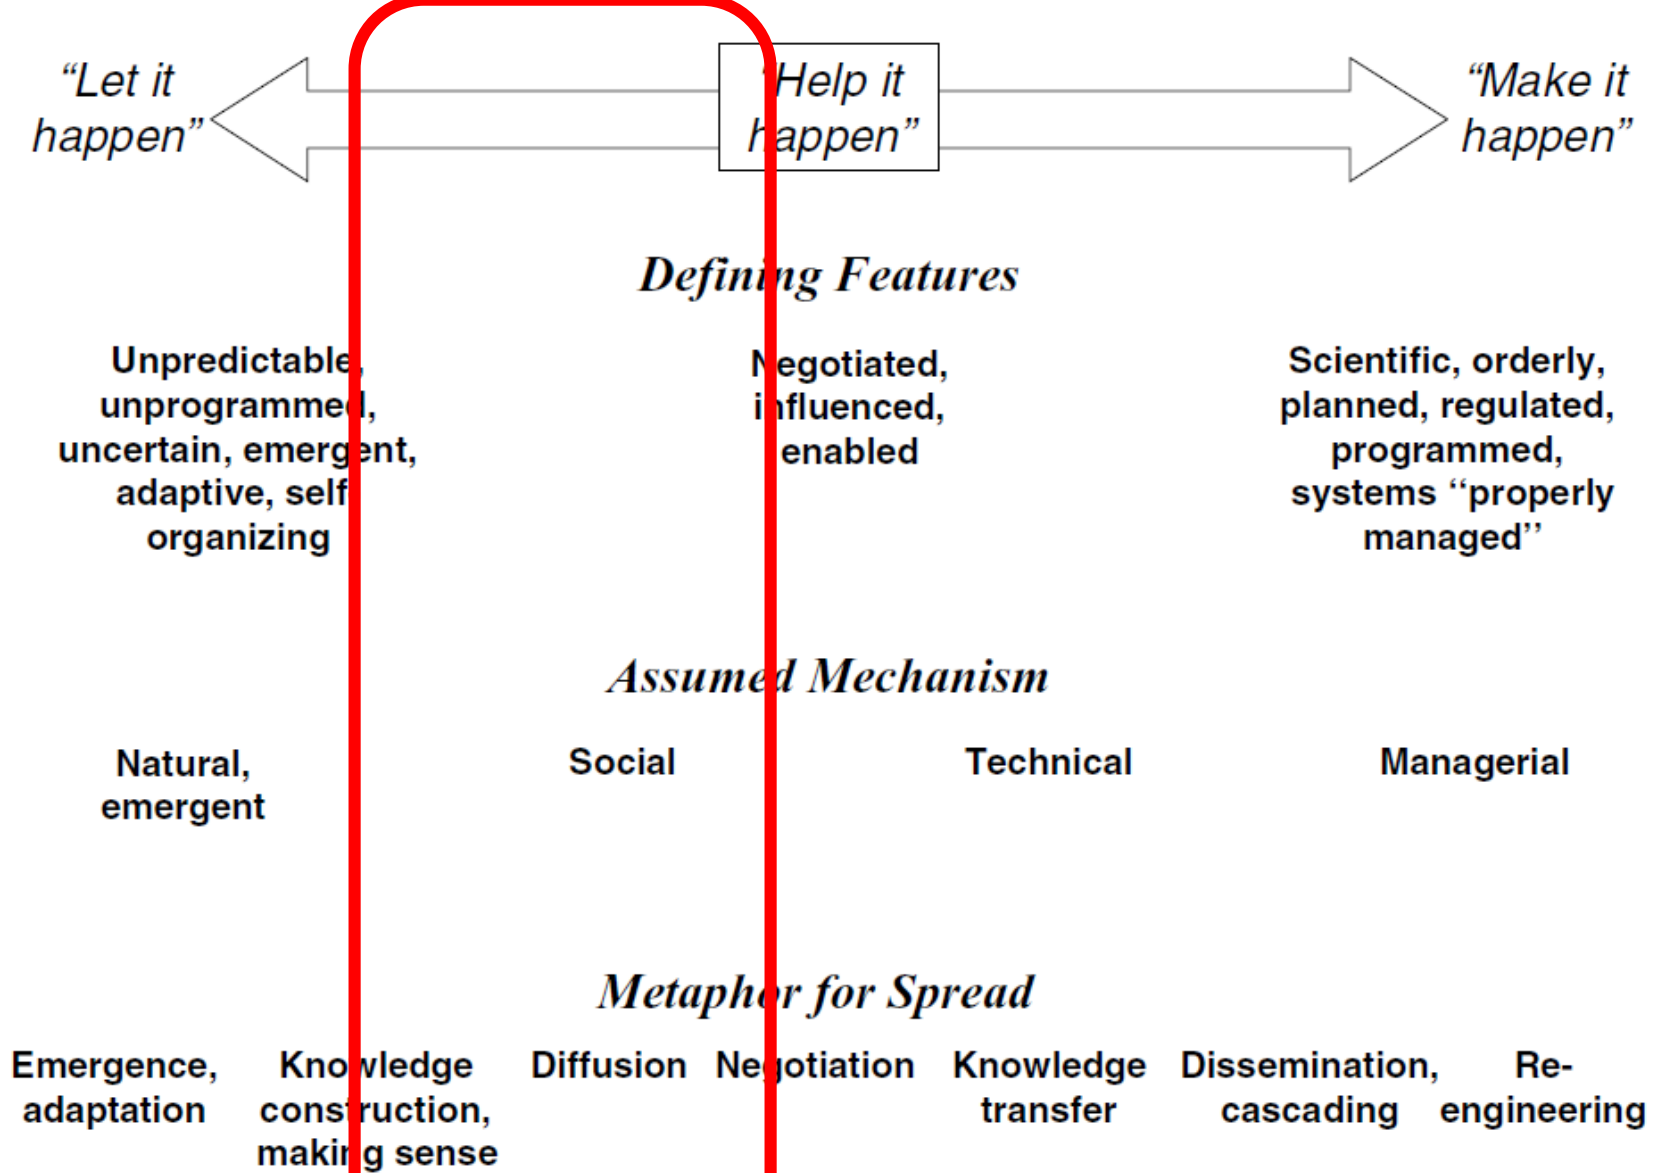 “Let it
happen”
“Help it
happen”
“Make it
happen”
Defining Features
Unpredictable,
unprogrammed,
uncertain, emergent,
adaptive, self
organizing
Negotiated,
influenced,
enabled
Scientific, orderly,
planned, regulated,
programmed,
systems “properly
managed”
Assumed Mechanism
Natural,
emergent
Social
Technical
Managerial
Metaphor for Spread
Emergence,
adaptation
Knowledge
construction,
making sense
Diffusion
Negotiation
Knowledge
transfer
Dissemination,
cascading
Re-
engineering